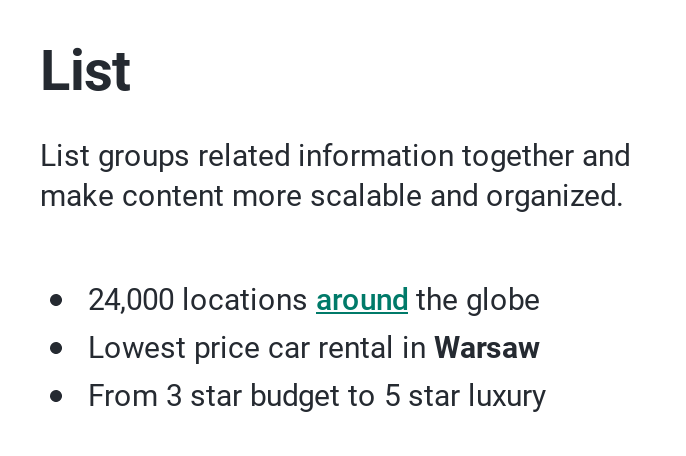 List
List groups related information together and
make content more scalable and organized.
24,000 locations around the globe
Lowest price car rental in Warsaw
From 3 star budget to 5 star luxury